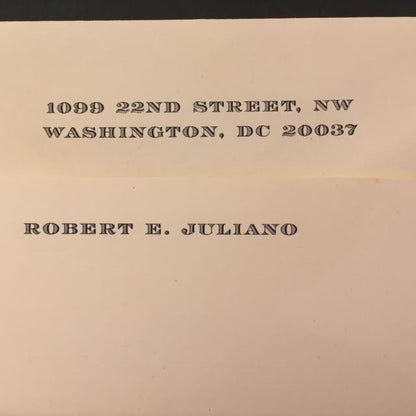 1099 22ND STREET, NW
WASHINGTON, DC 20037
ROBERT E. JULIANO